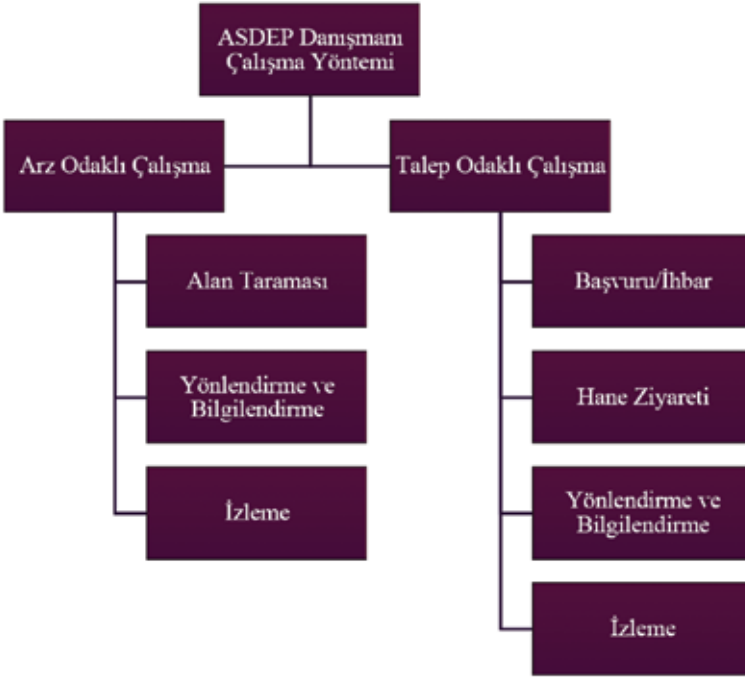 ASDEP Danışmanı
Çalışma Yöntemi
Arz Odaklı Çalışma
Talep Odaklı Çalışma
Alan Taraması
Yönlendirme ve
Bilgilendirme
İzleme
Başvuru/İhbar
Hane Ziyareti
Yönlendirme ve
Bilgilendirme
İzleme